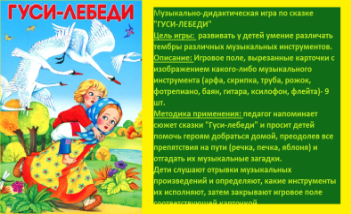 ГУСИ-ЛЕБЕДИ
Музыкально-дидактическая игра по сказке
"ГУСИ-ЛЕБЕДИ"
Цель игры: развивать у детей умение различать
тембры различных музыкальных инструментов.
Описание: Игровое поле, вырезанные карточки с
изображением какого-либо музыкального
инструмента (арфа, скрипка, труба, рожок,
фотрепиано, баян, гитара, ксилофон, флейта)- 9
шт.
Методика применения: педагог напоминает
сюжет сказки "Гуси-лебеди" и просит детей
помочь героям добраться домой, преодолев все
препятствия на пути (речка, печка, яблоня) и
отгадать их музыкальные загадки.
Дети слушают отрывки музыкальных
произведений и определяют, какие инструменты
их исполняют, затем закрывают игровое поле
соответствующей карточкой